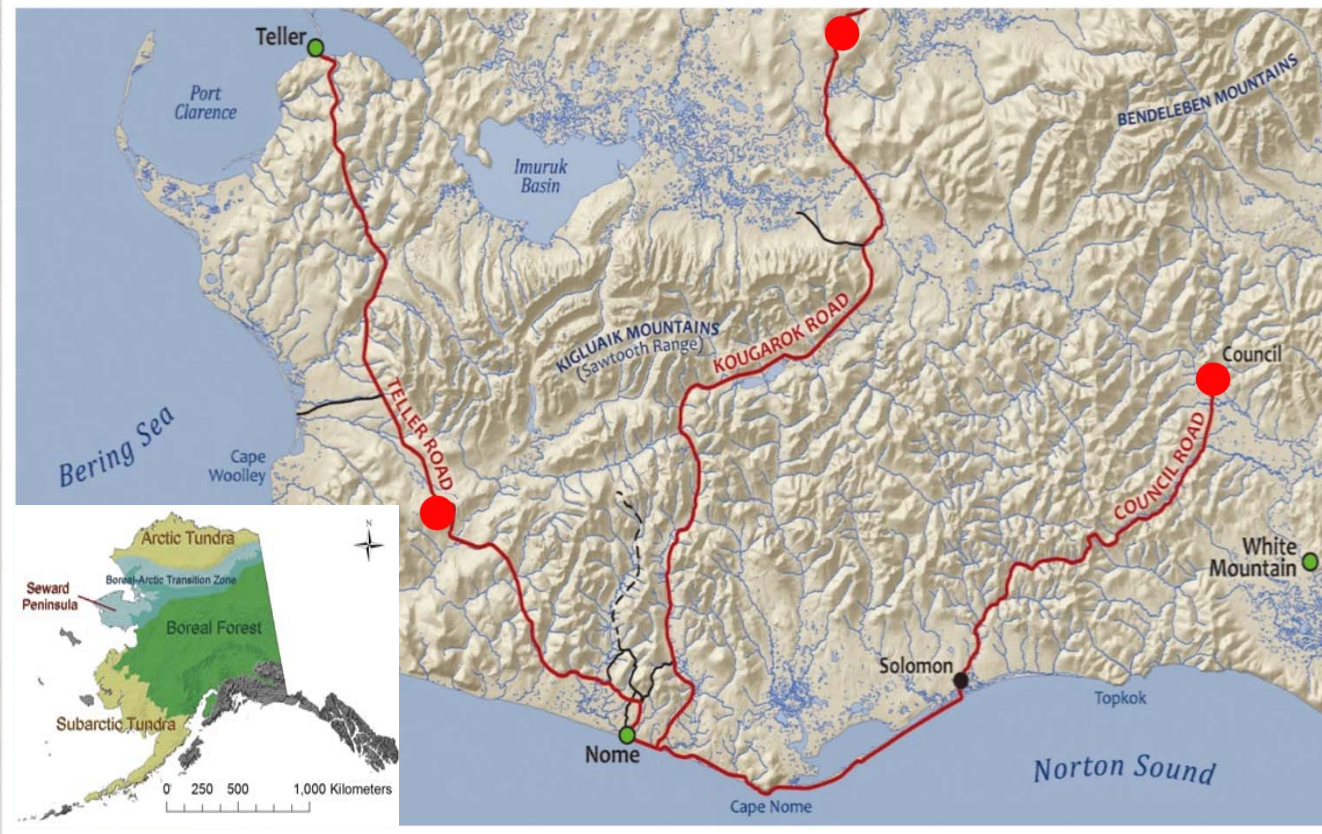 Teller
Port
Clarence
Imuruk
Basin
BENDELEBEN MOUNTAINS
KIGLUAIK MOUNTAINS
(Sawtooth Range)
KOUGAROK ROAD
TELLER ROAD
Council
COUNCIL ROAD
Bering Sea
Cape
Woolley
White
Mountain
Solomon
Topkok
Nome
Norton Sound
Cape Nome
N
Arctic Tundra
Boreal-Arctic Transition Zone
Seward
Peninsula
Boreal Forest
Subarctic Tundra
0 250 500 1,000 Kilometers